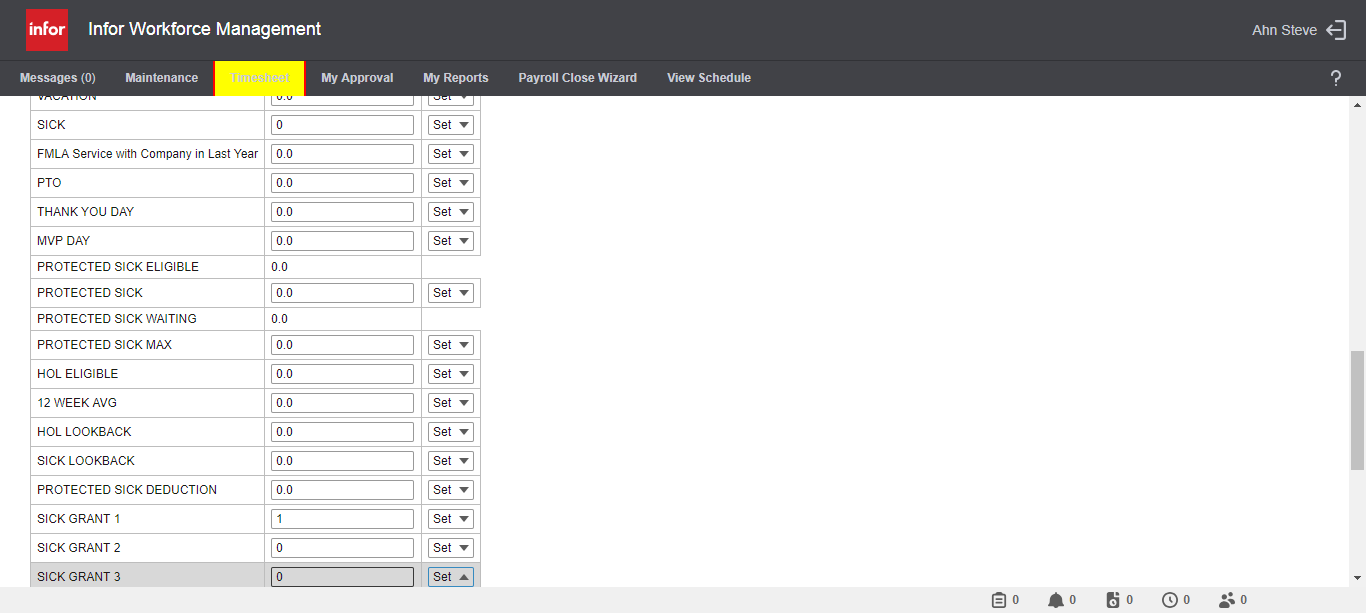 infor
Infor Workforce Management
Ahn Steve
Messages (0) Maintenance Timesheet My Approval My Reports Payroll Close Wizard View Schedule ?
VACATION 0.0 Set
SICK 0 Set
FMLA Service with Company in Last Year 0.0 Set
PTO 0.0 Set
THANK YOU DAY 0.0 Set
MVP DAY 0.0 Set
PROTECTED SICK ELIGIBLE 0.0
PROTECTED SICK 0.0 Set
PROTECTED SICK WAITING 0.0
PROTECTED SICK MAX 0.0 Set
HOL ELIGIBLE 0.0 Set
12 WEEK AVG 0.0 Set
HOL LOOKBACK 0.0 Set
SICK LOOKBACK 0.0 Set
PROTECTED SICK DEDUCTION 0.0 Set
SICK GRANT 1 1 Set
SICK GRANT 2 0 Set
SICK GRANT 3 0 Set
0 0 0 0 0